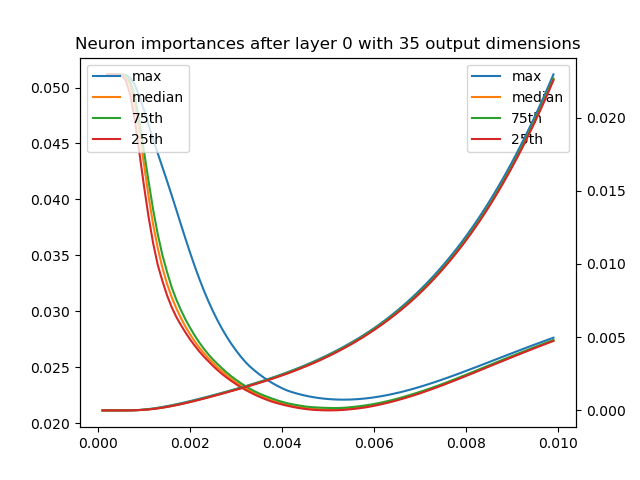 Neuron importances after layer 0 with 35 output dimensions
max
median
75th
25th
max
median
75th
25th
0.050
0.045
0.040
0.035
0.030
0.025
0.020
0.020
0.015
0.010
0.005
0.000
0.000
0.002
0.004
0.006
0.008
0.010